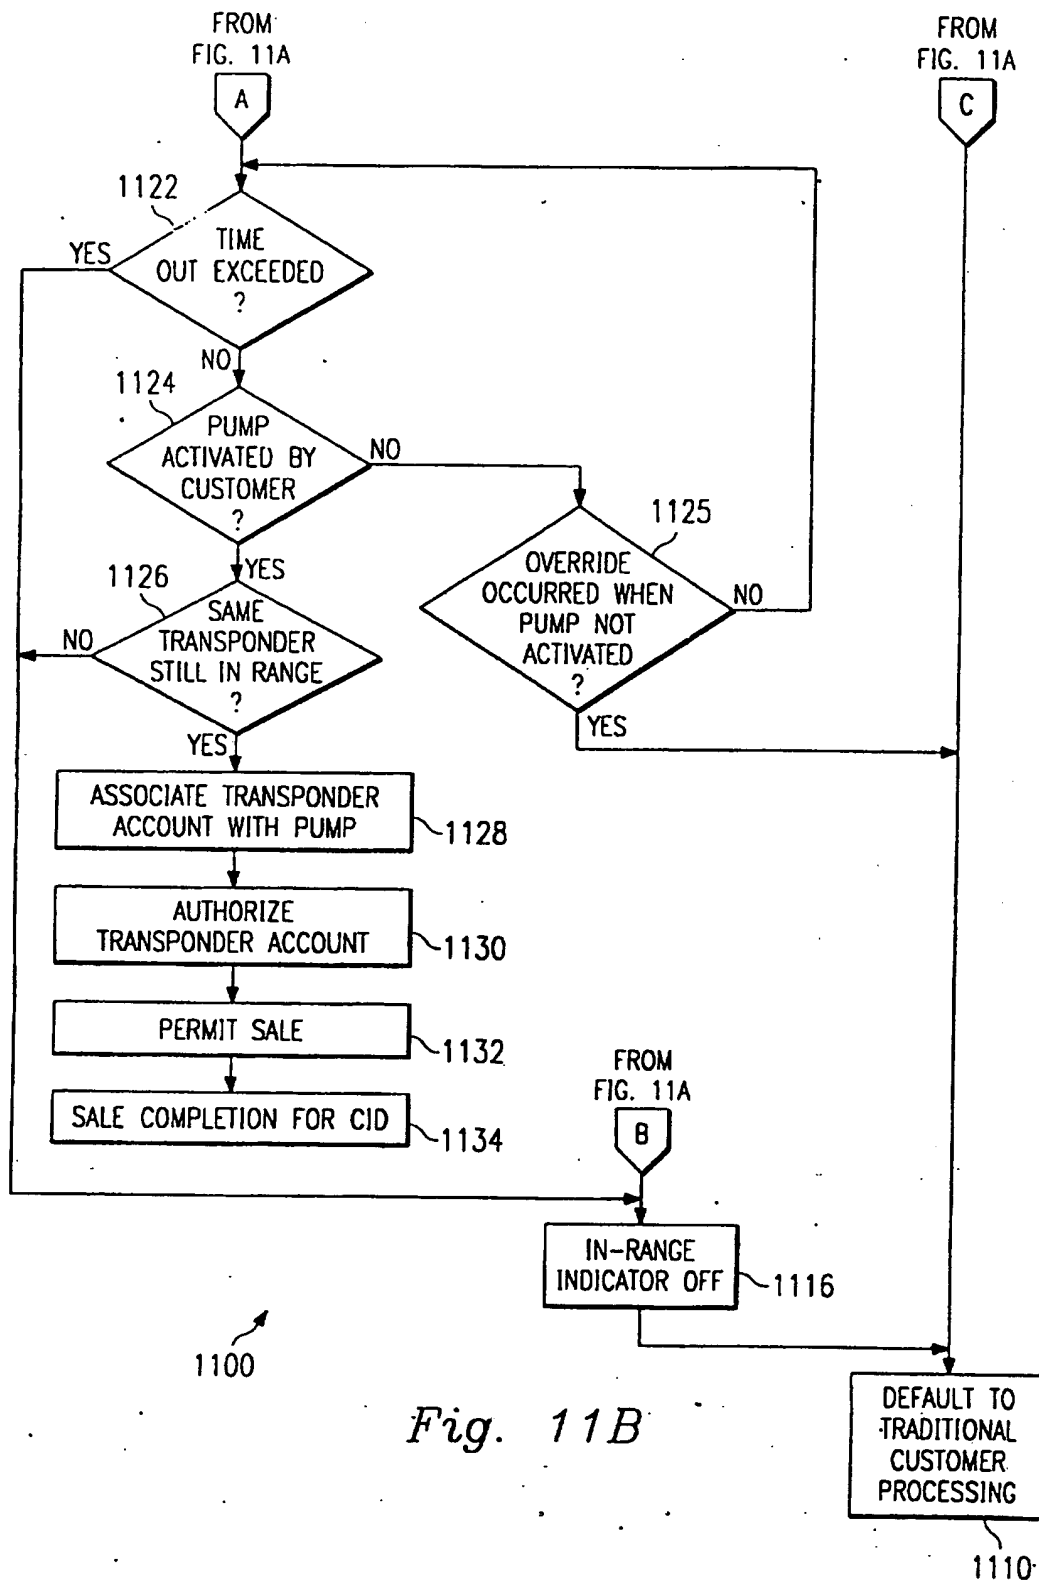 FROM
FIG. 11A
A
FROM
FIG. 11A
C
1122
YES
TIME
OUT EXCEEDED
?
NO
1124
PUMP
ACTIVATED BY
CUSTOMER
?
NO
YES
1125
OVERRIDE
OCCURRED WHEN
PUMP NOT
ACTIVATED
?
NO
YES
1126
NO
SAME
TRANSPONDER
STILL IN RANGE
?
YES
ASSOCIATE TRANSPONDER
ACCOUNT WITH PUMP
1128
AUTHORIZE
TRANSPONDER ACCOUNT
1130
PERMIT SALE
1132
SALE COMPLETION FOR CID
1134
FROM
FIG. 11A
B
IN-RANGE
INDICATOR OFF
1116
1100
Fig. 11B
DEFAULT TO
TRADITIONAL
CUSTOMER
PROCESSING
1110